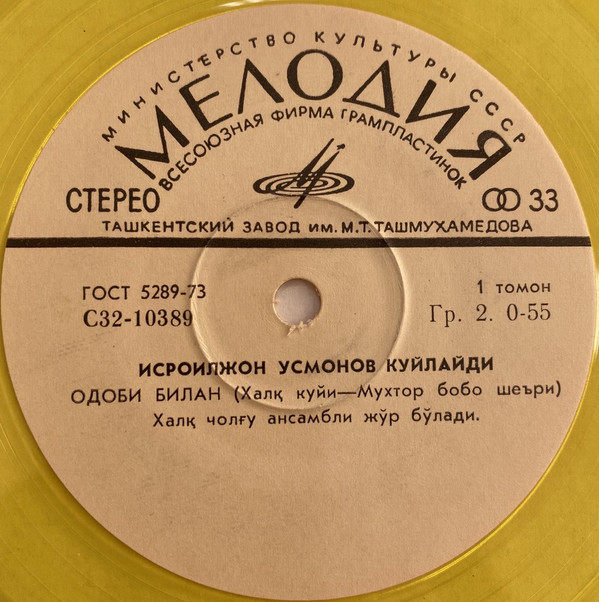 МИНИСТЕРСТВО КУЛЬТУРЫ СССР
МЕЛОДИЯ
ВСЕСОЮЗНАЯ ФИРМА ГРАМПЛАСТИНОК
СТЕРЕО 33
ТАШКЕНТСКИЙ ЗАВОД ИМ. М.Т. ТАШМУХАМЕДОВА
ГОСТ 5289-73 1 томон
С32-10389 Гр. 2. 0-55
ИСРОИЛЖОН УСМОНОВ КУЙЛАЙДИ
ОДОБИ БИЛАН (Халқ куйи—Мухтор бобо шеъри)
Халқ чолғу ансамбли жўр бўлади.